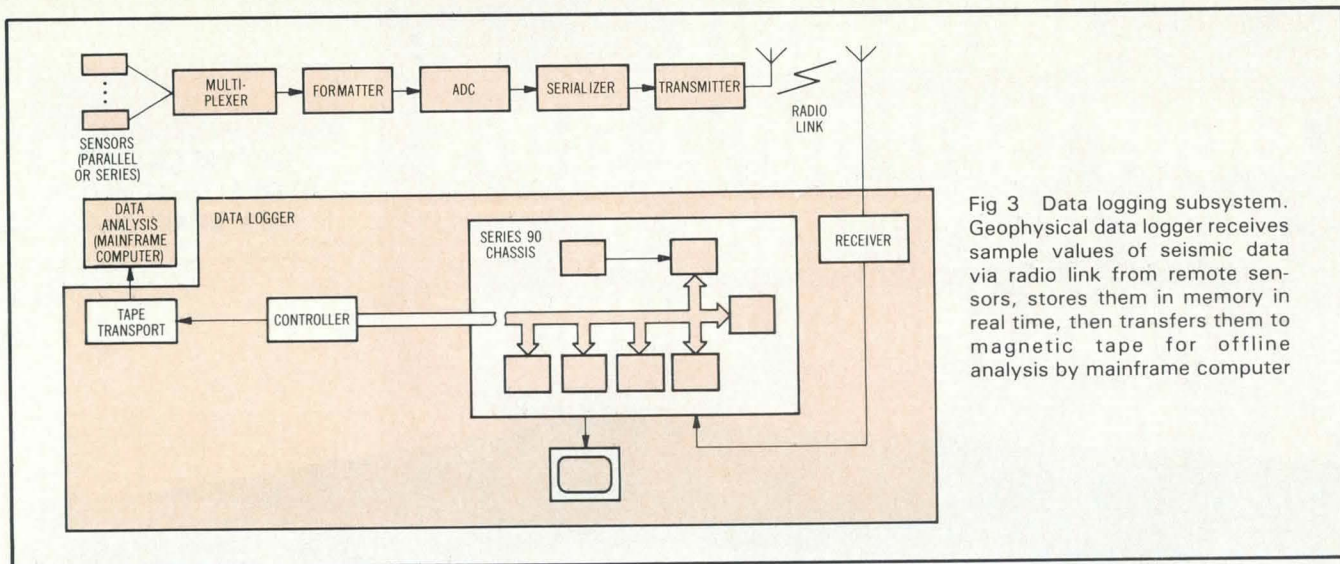 SENSORS
(PARALLEL
OR SERIES)
MULTI-
PLEXER
FORMATTER
ADC
SERIALIZER
TRANSMITTER
RADIO
LINK
DATA
ANALYSIS
(MAINFRAME
COMPUTER)
DATA LOGGER
TAPE
TRANSPORT
CONTROLLER
SERIES 90
CHASSIS
RECEIVER
Fig 3 Data logging subsystem.
Geophysical data logger receives
sample values of seismic data
via radio link from remote sen-
sors, stores them in memory in
real time, then transfers them to
magnetic tape for offline
analysis by mainframe computer